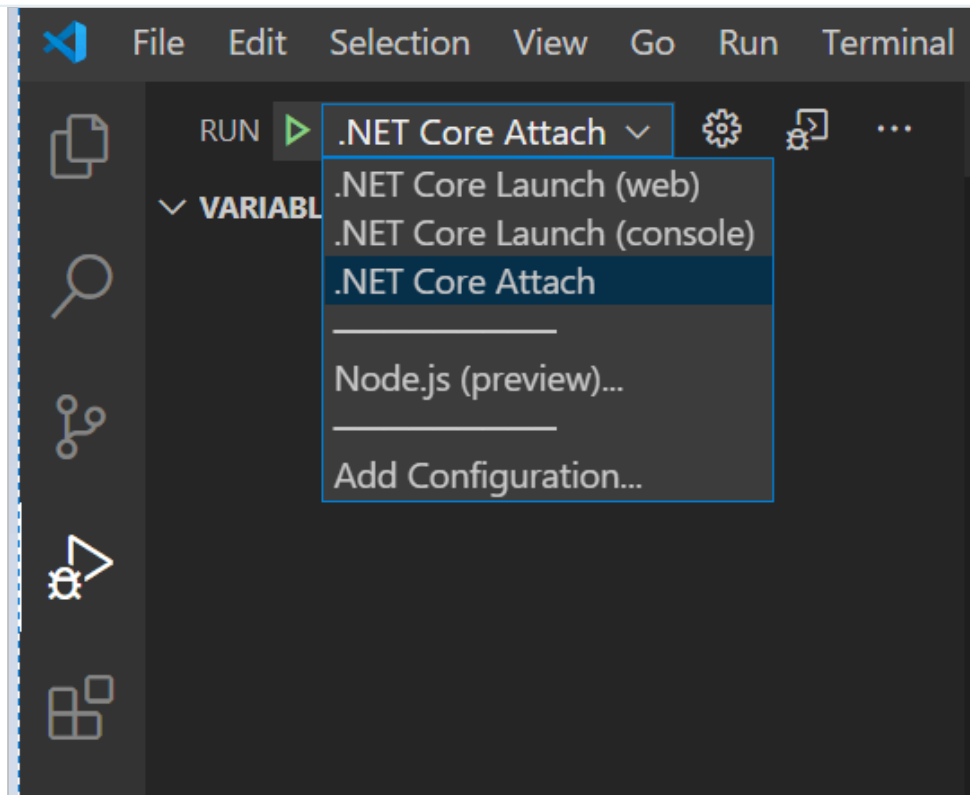 File Edit Selection View Go Run Terminal
RUN .NET Core Attach
VARIABL
.NET Core Launch (web)
.NET Core Launch (console)
.NET Core Attach
Node.js (preview)...
Add Configuration...